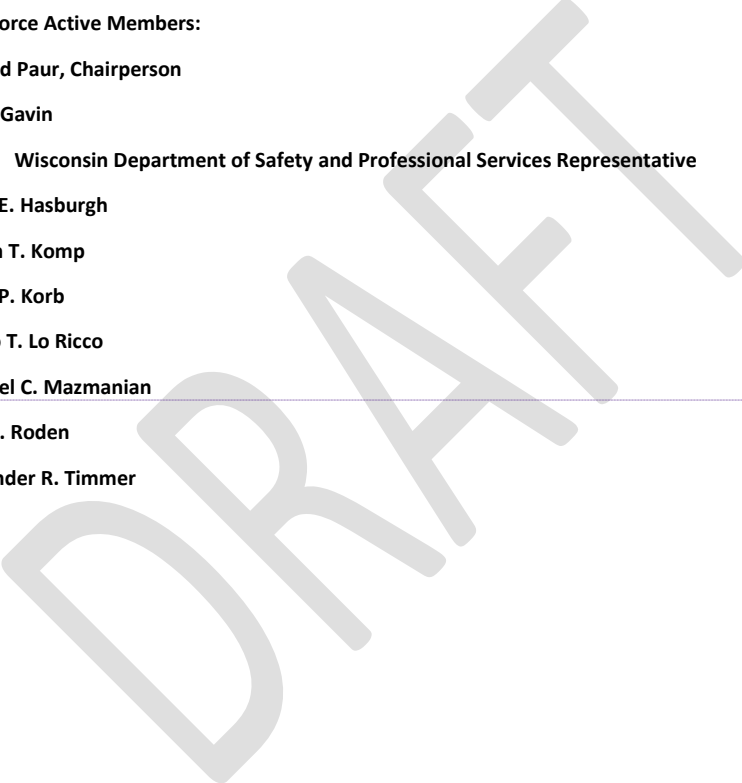 orce Active Members:
d Paur, Chairperson
Gavin
Wisconsin Department of Safety and Professional Services Representative
E. Hasburgh
T. Komp
P. Korb
T. Lo Ricco
el C. Mazmanian
. Roden
nder R. Timmer
DRAFT